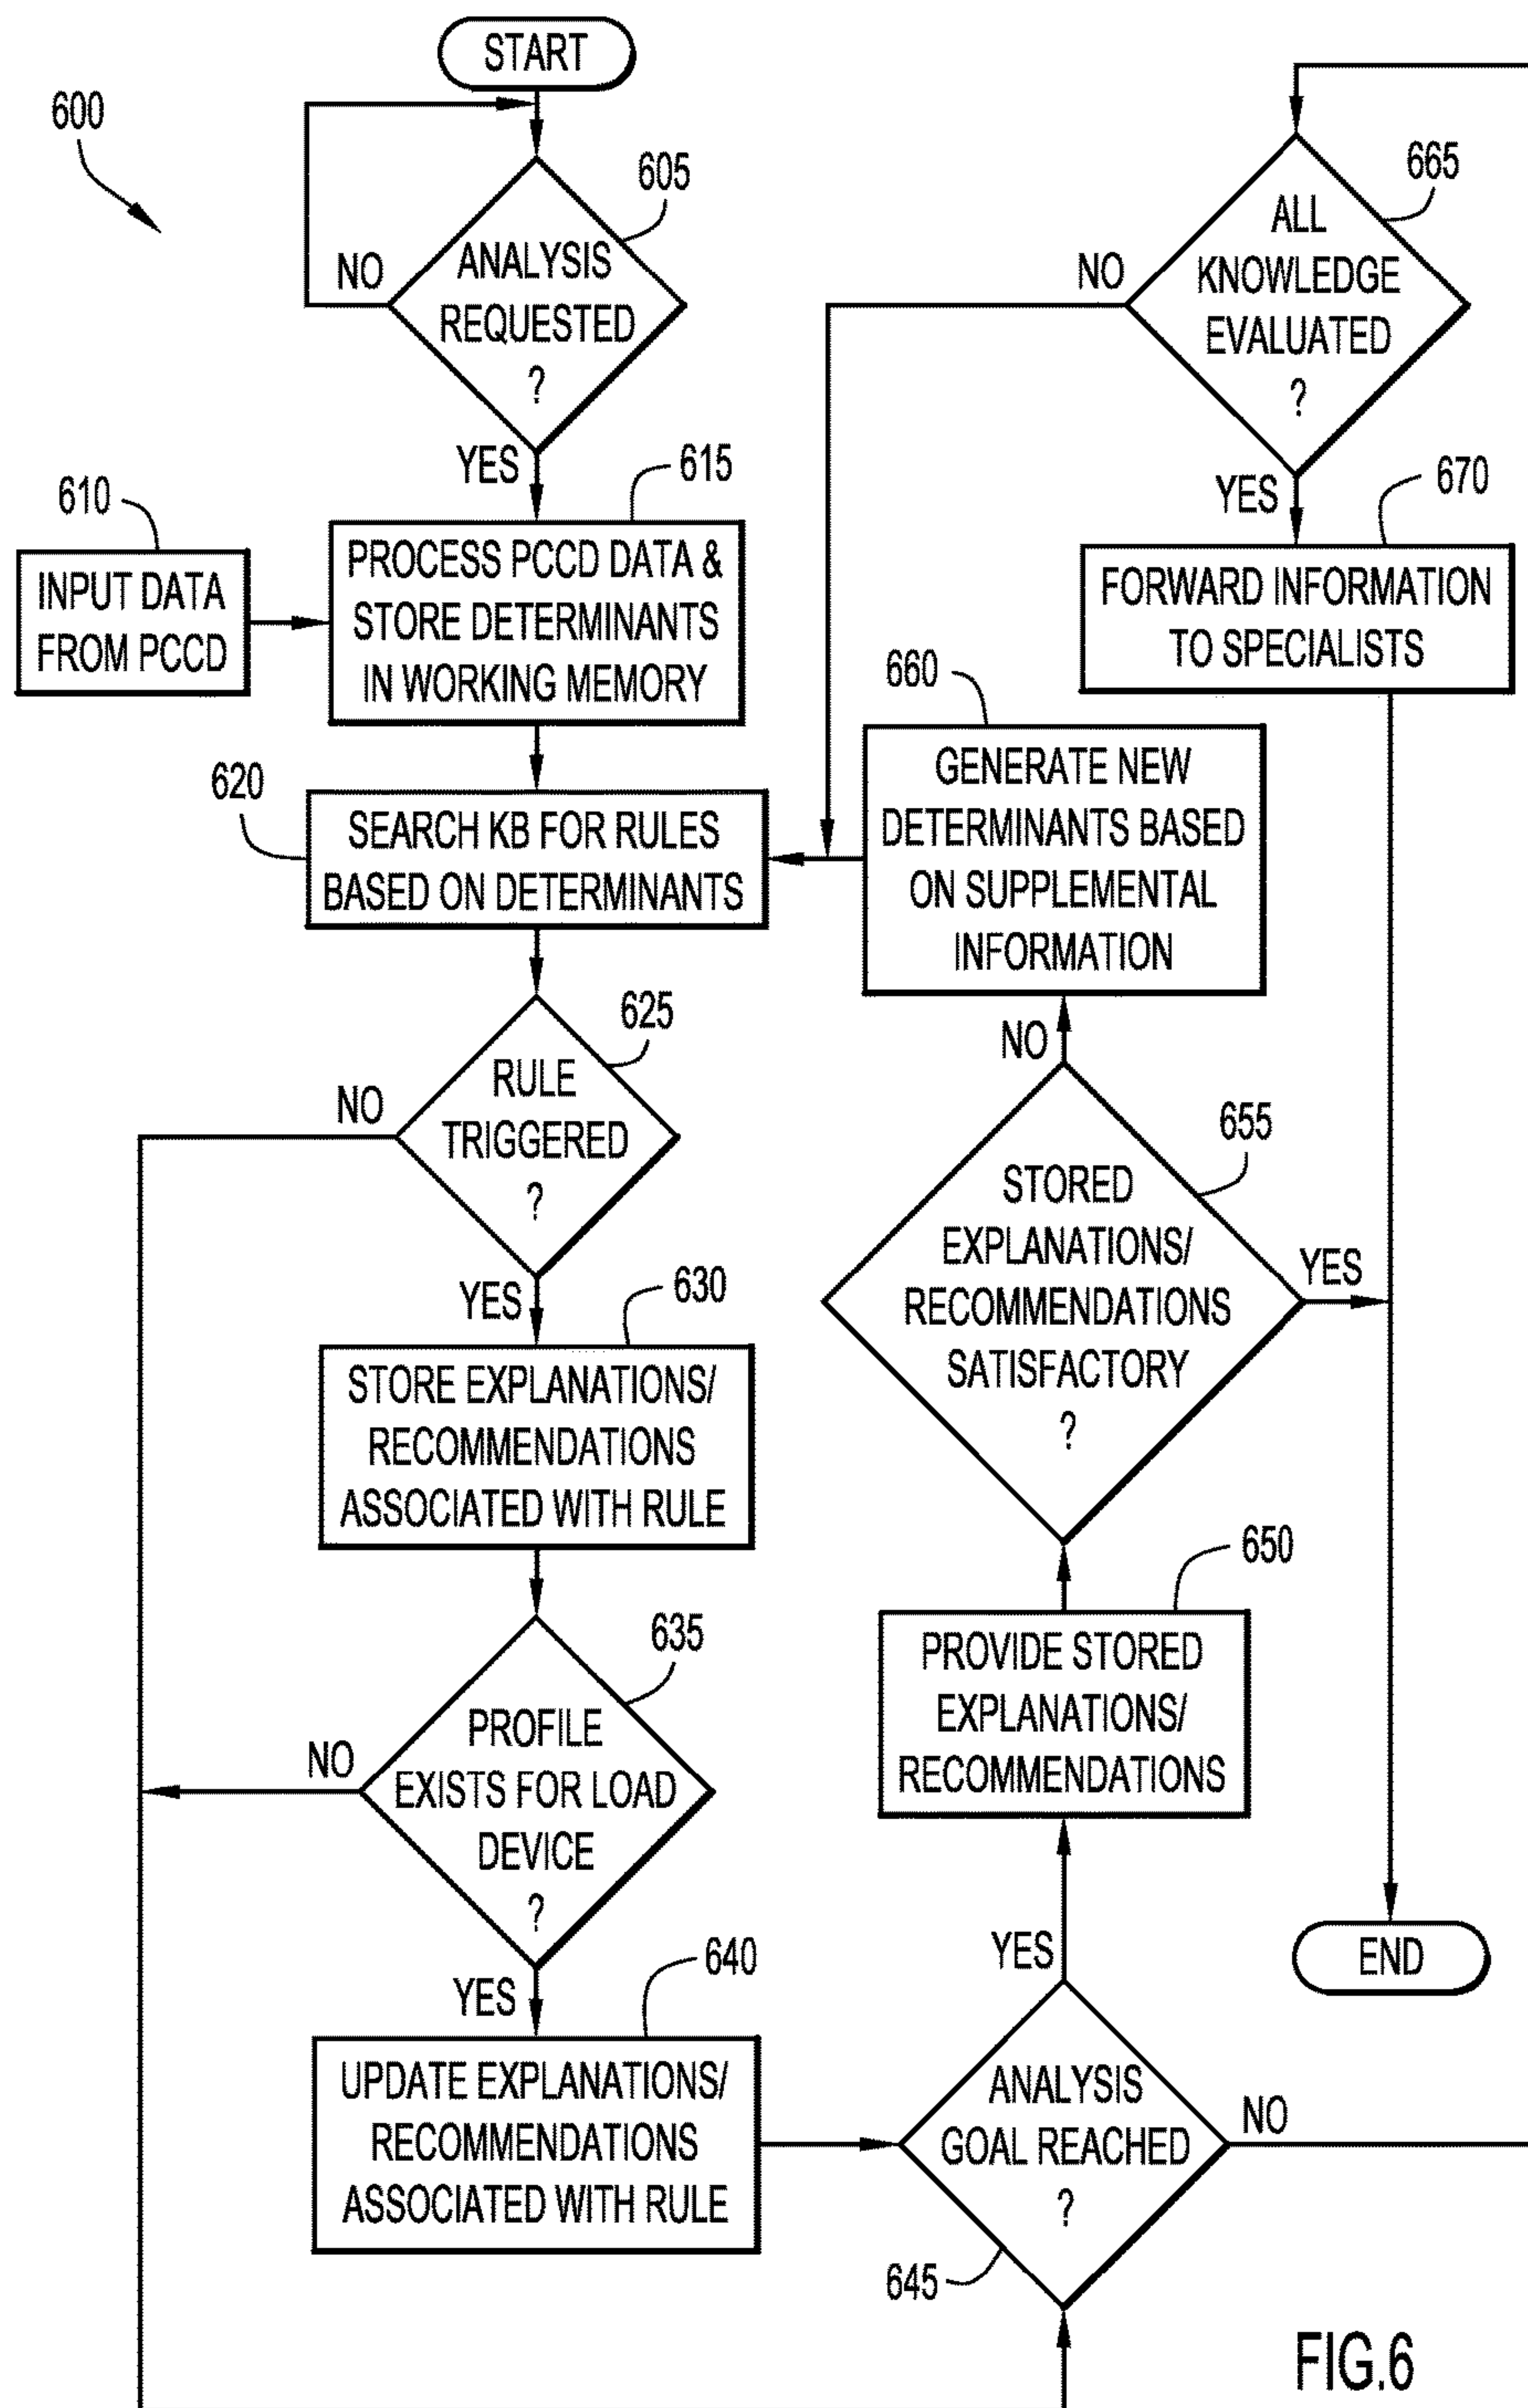 START
600
605
ANALYSIS
REQUESTED
?
NO
YES
610
INPUT DATA
FROM PCCD
615
PROCESS PCCD DATA &
STORE DETERMINANTS
IN WORKING MEMORY
620
SEARCH KB FOR RULES
BASED ON DETERMINANTS
625
RULE
TRIGGERED
?
NO
YES
630
STORE EXPLANATIONS/
RECOMMENDATIONS
ASSOCIATED WITH RULE
635
PROFILE
EXISTS FOR LOAD
DEVICE
?
NO
YES
640
UPDATE EXPLANATIONS/
RECOMMENDATIONS
ASSOCIATED WITH RULE
ANALYSIS
GOAL REACHED
?
645
NO
YES
650
PROVIDE STORED
EXPLANATIONS/
RECOMMENDATIONS
655
STORED
EXPLANATIONS/
RECOMMENDATIONS
SATISFACTORY
?
YES
NO
660
GENERATE NEW
DETERMINANTS BASED
ON SUPPLEMENTAL
INFORMATION
665
ALL
KNOWLEDGE
EVALUATED
?
NO
YES
670
FORWARD INFORMATION
TO SPECIALISTS
END
FIG.6